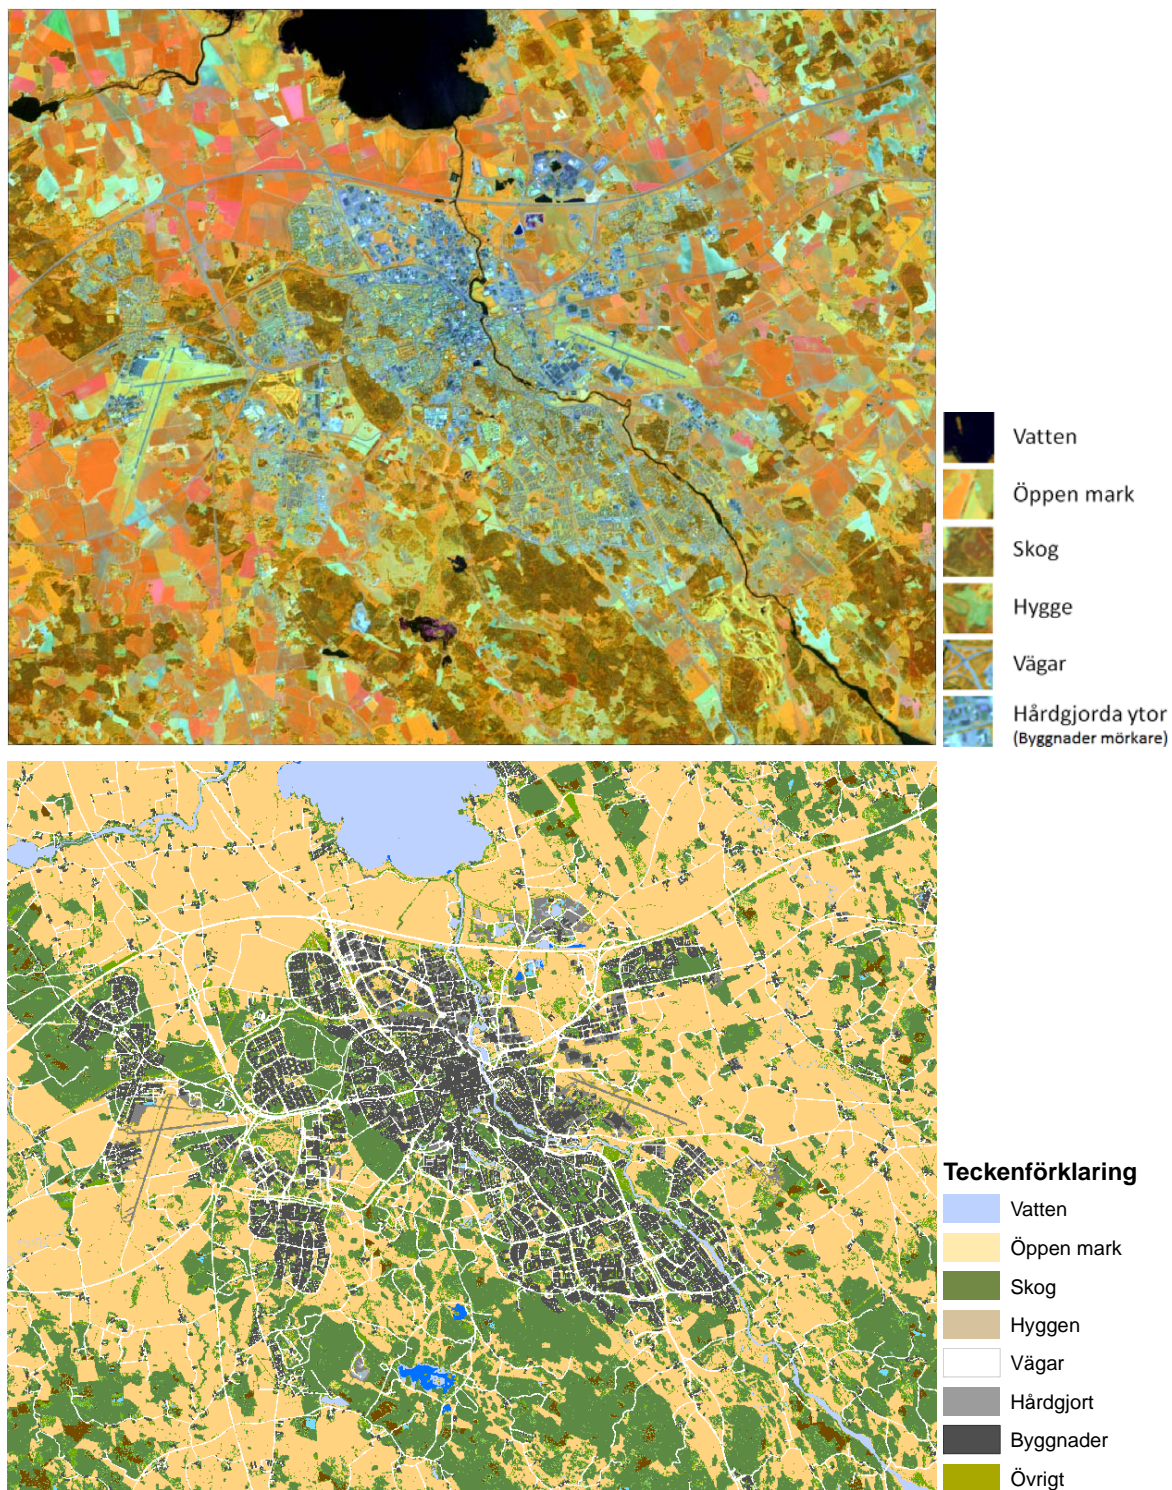 Vatten
Öppen mark
Skog
Hygge
Vägar
Hårdgjorda ytor
(Byggnader mörkare)
Teckenförklaring
Vatten
Öppen mark
Skog
Hyggen
Vägar
Hårdgjort
Byggnader
Övrigt